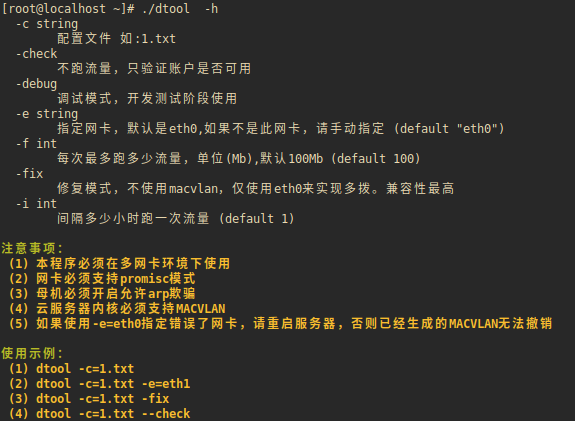 [root@localhost ~]# ./dtool  -h
  -c string
        配置文件 如:1.txt
  -check
        不跑流量，只验证账户是否可用
  -debug
        调试模式，开发测试阶段使用
  -e string
        指定网卡，默认是eth0,如果不是此网卡，请手动指定 (default "eth0")
  -f int
        每次最多跑多少流量，单位(Mb),默认100Mb (default 100)
  -fix
        修复模式，不使用macvlan，仅使用eth0来实现多拨。兼容性最高
  -i int
        间隔多少小时跑一次流量 (default 1)
注意事项：
 (1) 本程序必须在多网卡环境下使用
 (2) 网卡必须支持promisc模式
 (3) 母机必须开启允许arp欺骗
 (4) 云服务器内核必须支持MACVLAN
 (5) 如果使用-e=eth0指定错误了网卡，请重启服务器，否则已经生成的MACVLAN无法撤销
使用示例：
 (1) dtool -c=1.txt
 (2) dtool -c=1.txt -e=eth1
 (3) dtool -c=1.txt -fix
 (4) dtool -c=1.txt --check